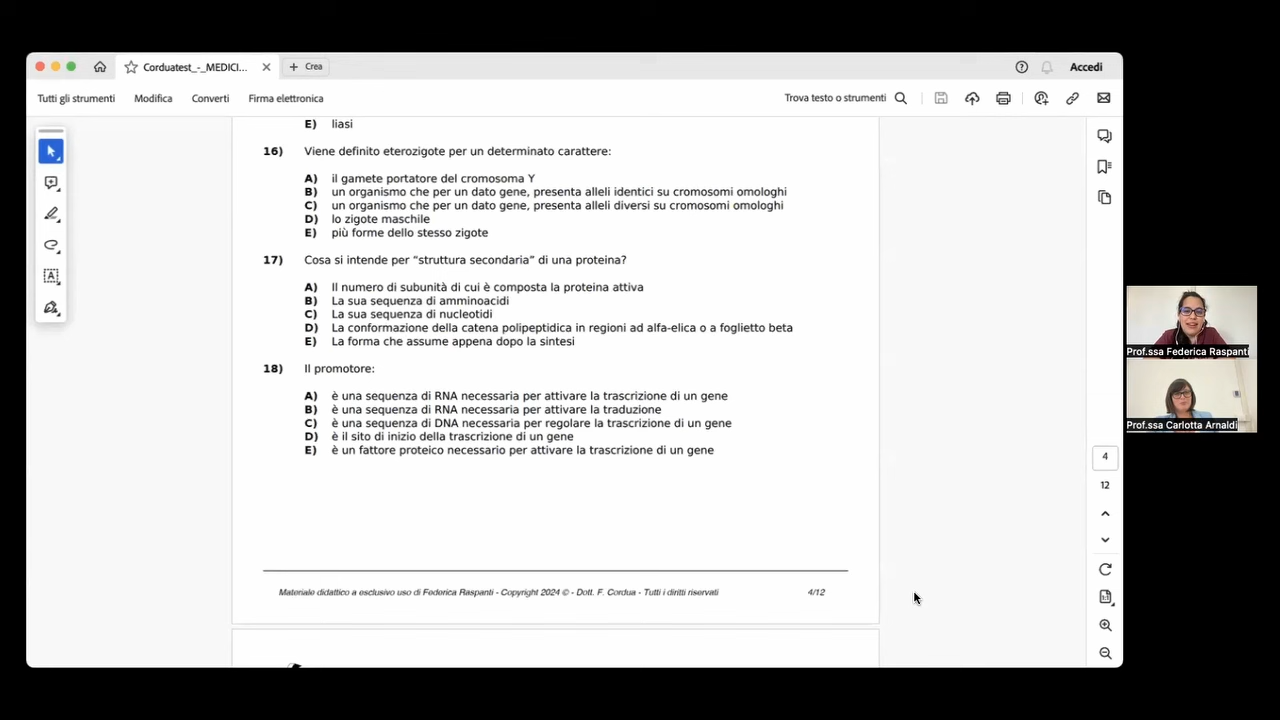 Corduatest_-_MEDICI...
Crea
Accedi
Tutti gli strumenti
Modifica
Converti
Firma elettronica
Trova testo o strumenti
E) liasi
16) Viene definito eterozigote per un determinato carattere:
A) il gamete portatore del cromosoma Y
B) un organismo che per un dato gene, presenta alleli identici su cromosomi omologhi
C) un organismo che per un dato gene, presenta alleli diversi su cromosomi omologhi
D) lo zigote maschile
E) più forme dello stesso zigote
17) Cosa si intende per “struttura secondaria” di una proteina?
A) Il numero di subunità di cui è composta la proteina attiva
B) La sua sequenza di amminoacidi
C) La sua sequenza di nucleotidi
D) La conformazione della catena polipeptidica in regioni ad alfa-elica o a foglietto beta
E) La forma che assume appena dopo la sintesi
18) Il promotore:
A) è una sequenza di RNA necessaria per attivare la trascrizione di un gene
B) è una sequenza di RNA necessaria per attivare la traduzione
C) è una sequenza di DNA necessaria per regolare la trascrizione di un gene
D) è il sito di inizio della trascrizione di un gene
E) è un fattore proteico necessario per attivare la trascrizione di un gene
Materiale didattico a esclusivo uso di Federica Raspanti - Copyright 2024 © - Dott. F. Cordua - Tutti i diritti riservati
4/12
4
12
Prof.ssa Federica Raspanti
Prof.ssa Carlotta Arnaldi